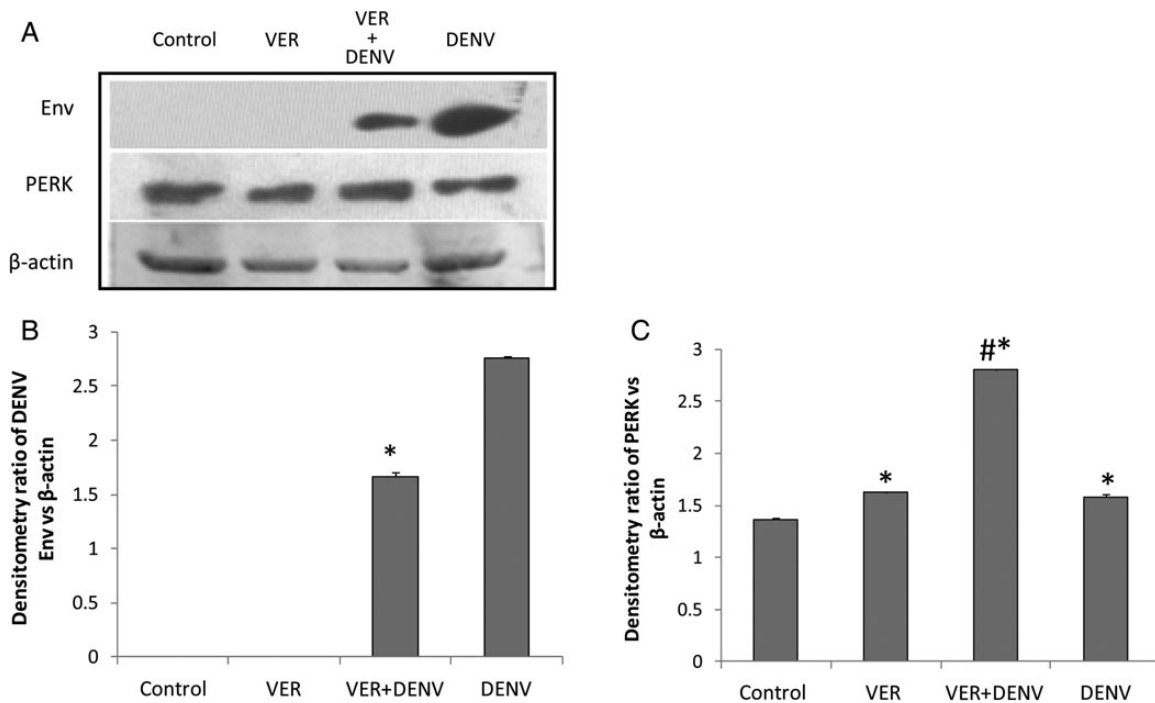 A
Control VER VER + DENV DENV
Env
PERK
β-actin
B
Densitometry ratio of DENV
Env vs β-actin
3
2.5
2
1.5
1
0.5
0
*
Control VER VER+DENV DENV
C
Densitometry ratio of PERK vs
β-actin
3
2.5
2
1.5
1
0.5
0
*
#*
*
Control VER VER+DENV DENV